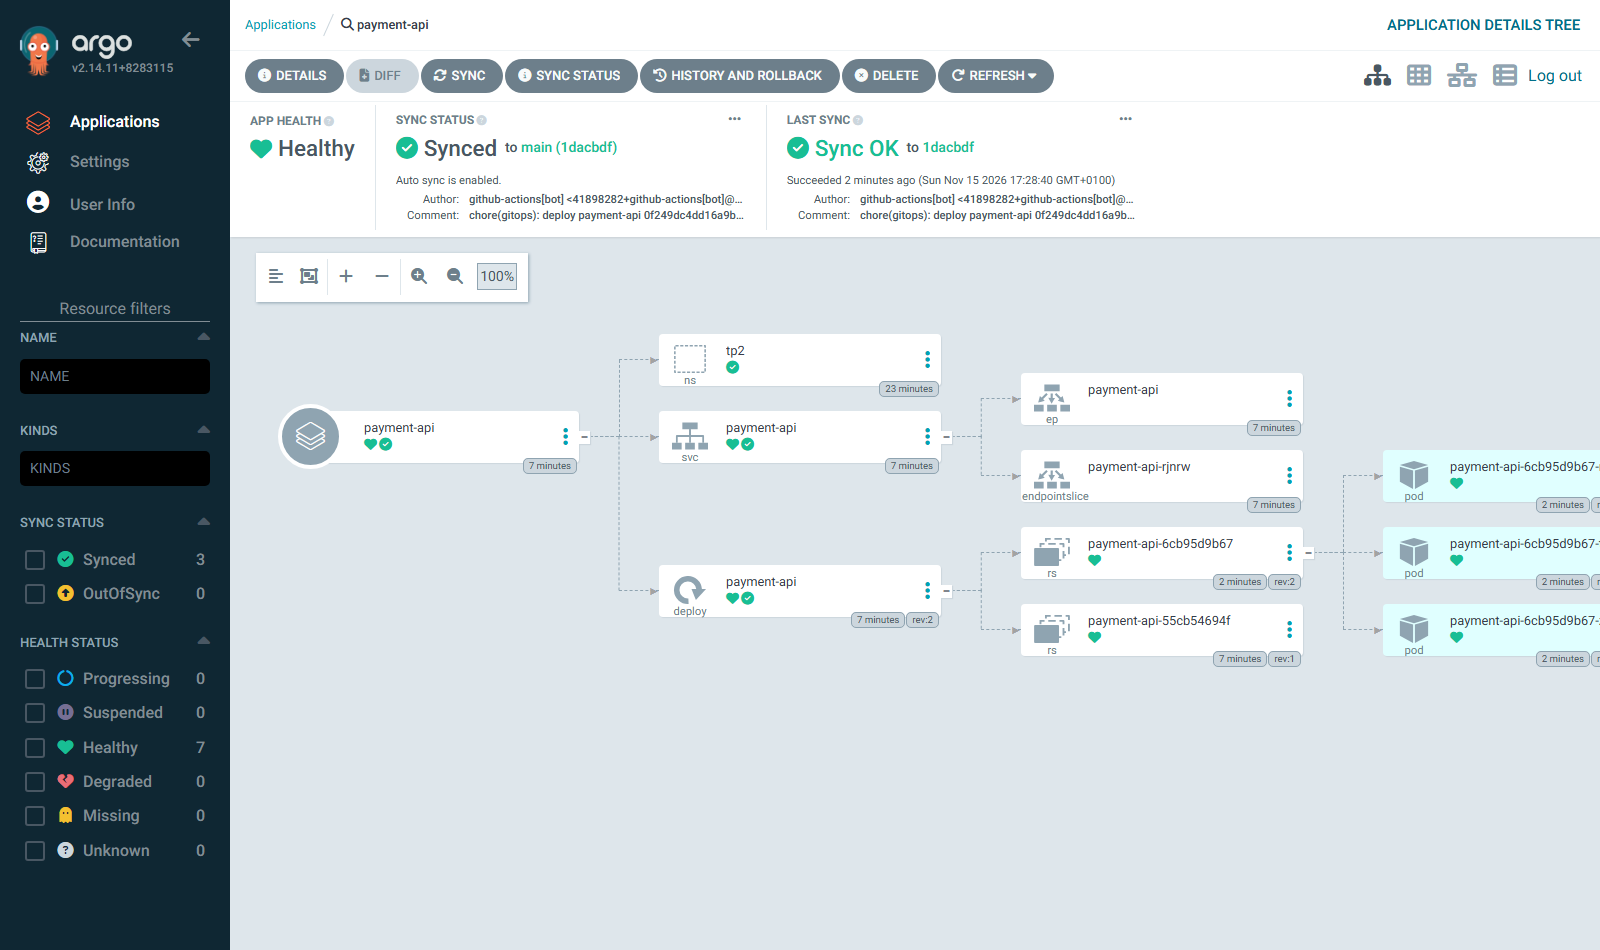 argo
v2.14.11+8283115
Applications
Settings
User Info
Documentation
Resource filters
NAME
NAME
KINDS
KINDS
SYNC STATUS
Synced 3
OutOfSync 0
HEALTH STATUS
Progressing 0
Suspended 0
Healthy 7
Degraded 0
Missing 0
Unknown 0
Applications / payment-api
APPLICATION DETAILS TREE
DETAILS DIFF SYNC SYNC STATUS HISTORY AND ROLLBACK DELETE REFRESH
Log out
APP HEALTH
Healthy
SYNC STATUS
Synced to main (1dacbdf)
Auto sync is enabled.
Author: github-actions[bot] <41898282+github-actions[bot]@...
Comment: chore(gitops): deploy payment-api 0f249dc4dd16a9b...
LAST SYNC
Sync OK to 1dacbdf
Succeeded 2 minutes ago (Sun Nov 15 2026 17:28:40 GMT+0100)
Author: github-actions[bot] <41898282+github-actions[bot]@...
Comment: chore(gitops): deploy payment-api 0f249dc4dd16a9b...
100%
payment-api
7 minutes
tp2
ns
23 minutes
payment-api
svc
7 minutes
payment-api
deploy
7 minutes rev:2
payment-api
ep
7 minutes
payment-api-rjnrw
endpointslice
7 minutes
payment-api-6cb95d9b67
rs
2 minutes rev:2
payment-api-55cb54694f
rs
7 minutes rev:1
payment-api-6cb95d9b67-
pod
2 minutes
payment-api-6cb95d9b67-
pod
2 minutes
payment-api-6cb95d9b67-
pod
2 minutes